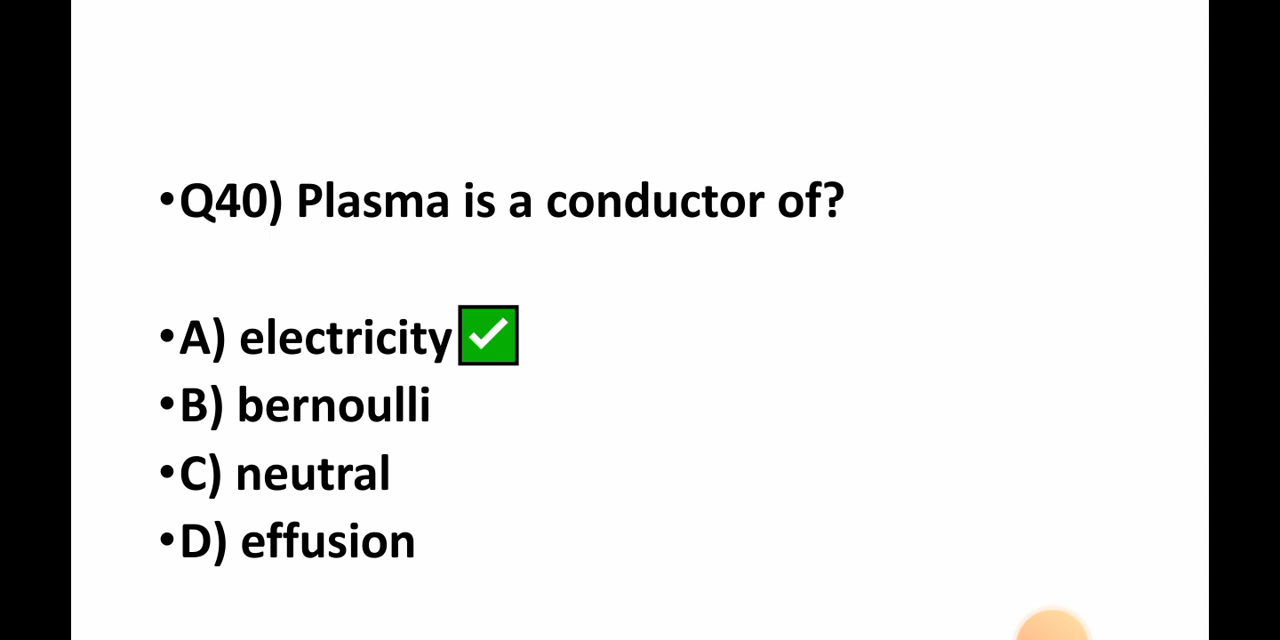 •Q40) Plasma is a conductor of?
•A) electricity✅
•B) bernoulli
•C) neutral
•D) effusion